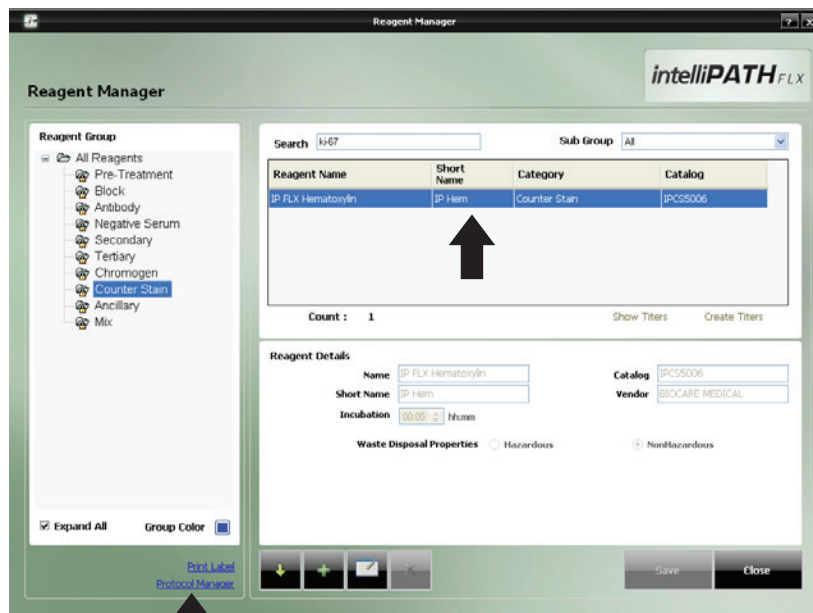 Reagent Manager
? X
intelliPATH FLX
Reagent Manager
Reagent Group
All Reagents
Pre-Treatment
Block
Antibody
Negative Serum
Secondary
Tertiary
Chromogen
Counter Stain
Ancillary
Mix
Expand All Group Color
Print Label
Protocol Manager
Search ki-67 Sub Group All
Reagent Name Short Name Category Catalog
IP FLX Hematoxylin IP Hem Counter Stain IPCS5006
Count : 1 Show Titers Create Titers
Reagent Details
Name IP FLX Hematoxylin Catalog IPCS5006
Short Name IP Hem Vendor BIOCARE MEDICAL
Incubation 00:05 hh:mm
Waste Disposal Properties Hazardous NonHazardous
Save Close